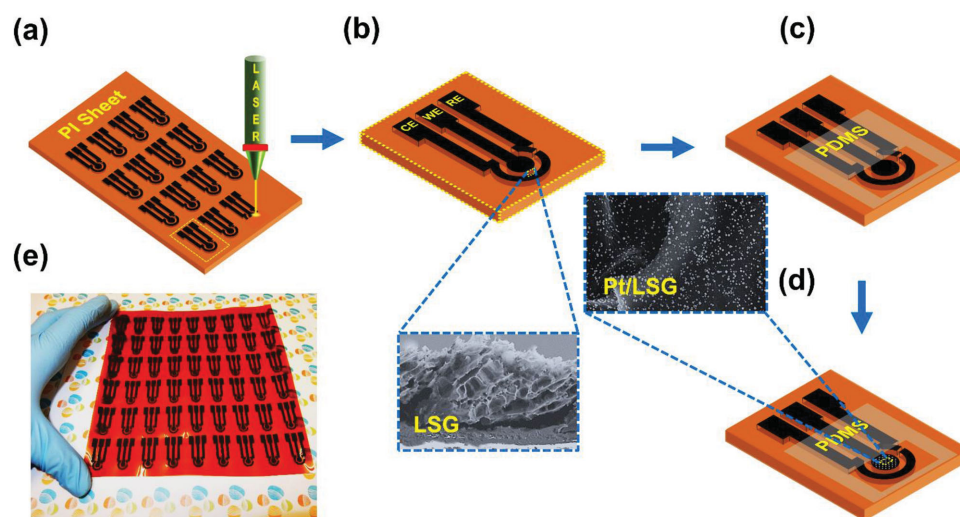 (a)
PI Sheet
LASER
(b)
CE WE RE
(c)
PDMS
(e)
LSG
Pt/LSG
(d)
PDMS